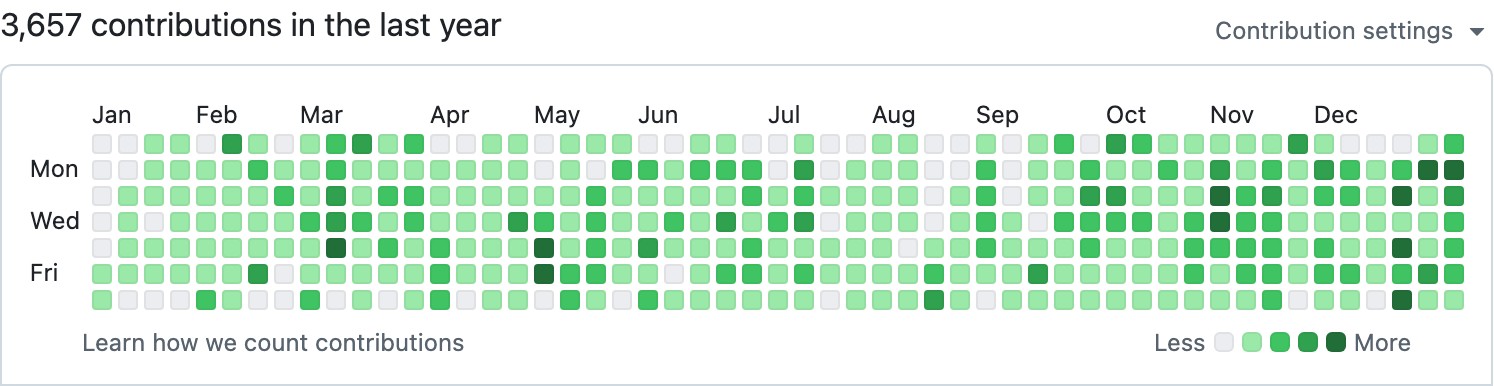 3,657 contributions in the last year
Contribution settings
Jan Feb Mar Apr May Jun Jul Aug Sep Oct Nov Dec
Mon
Wed
Fri
Learn how we count contributions
Less More